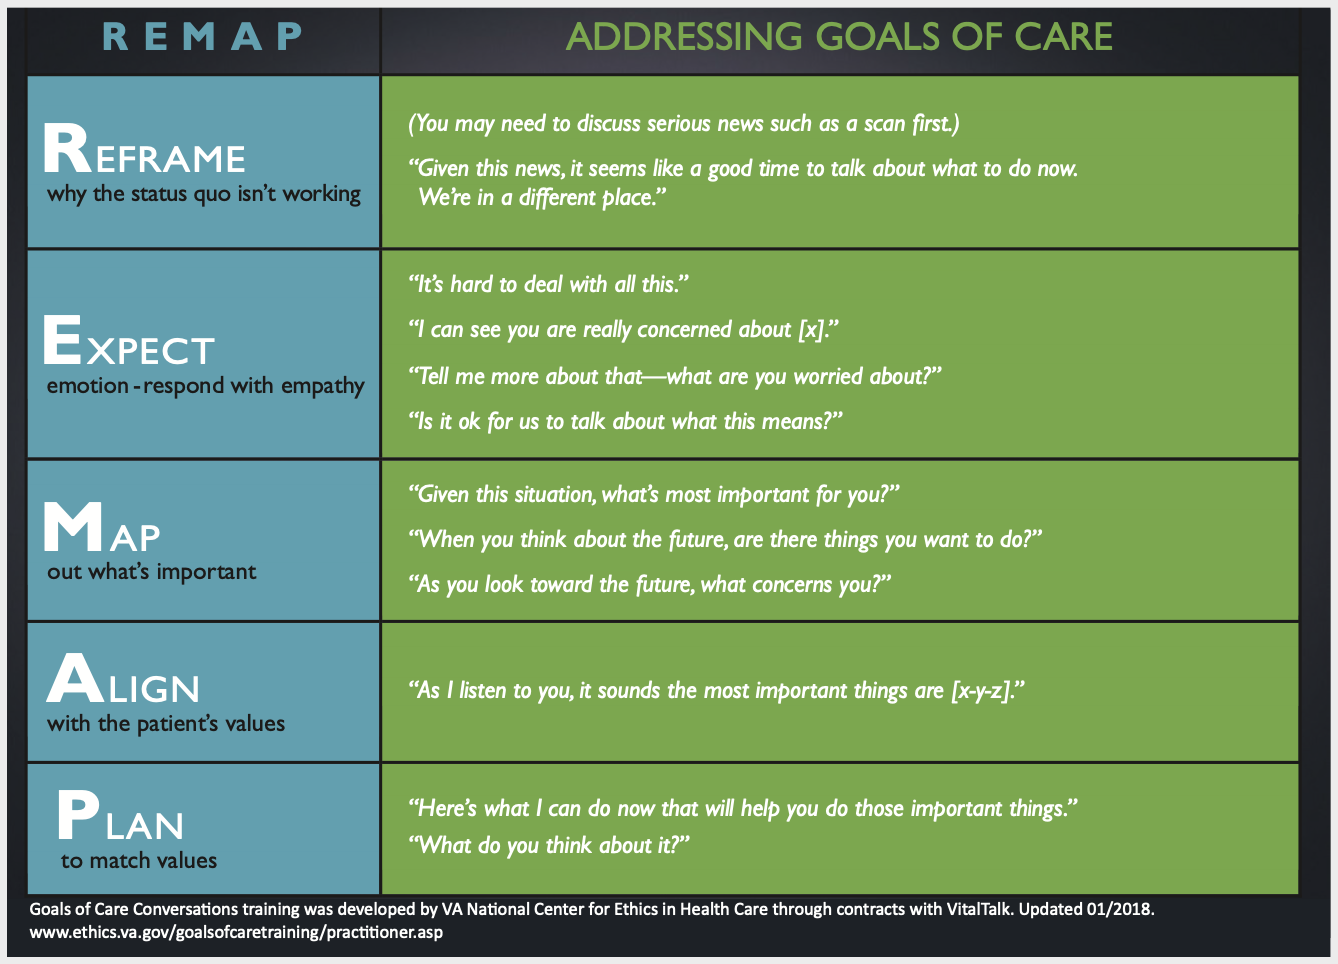 REMAP
ADDRESSING GOALS OF CARE
REFRAME
why the status quo isn’t working
(You may need to discuss serious news such as a scan first.)
“Given this news, it seems like a good time to talk about what to do now.
We’re in a different place.”
EXPECT
emotion - respond with empathy
“It’s hard to deal with all this.”
“I can see you are really concerned about [x].”
“Tell me more about that—what are you worried about?”
“Is it ok for us to talk about what this means?”
MAP
out what’s important
“Given this situation, what’s most important for you?”
“When you think about the future, are there things you want to do?”
“As you look toward the future, what concerns you?”
ALIGN
with the patient’s values
“As I listen to you, it sounds the most important things are [x-y-z].”
PLAN
to match values
“Here’s what I can do now that will help you do those important things.”
“What do you think about it?”
Goals of Care Conversations training was developed by VA National Center for Ethics in Health Care through contracts with VitalTalk. Updated 01/2018.
www.ethics.va.gov/goalsofcaretraining/practitioner.asp